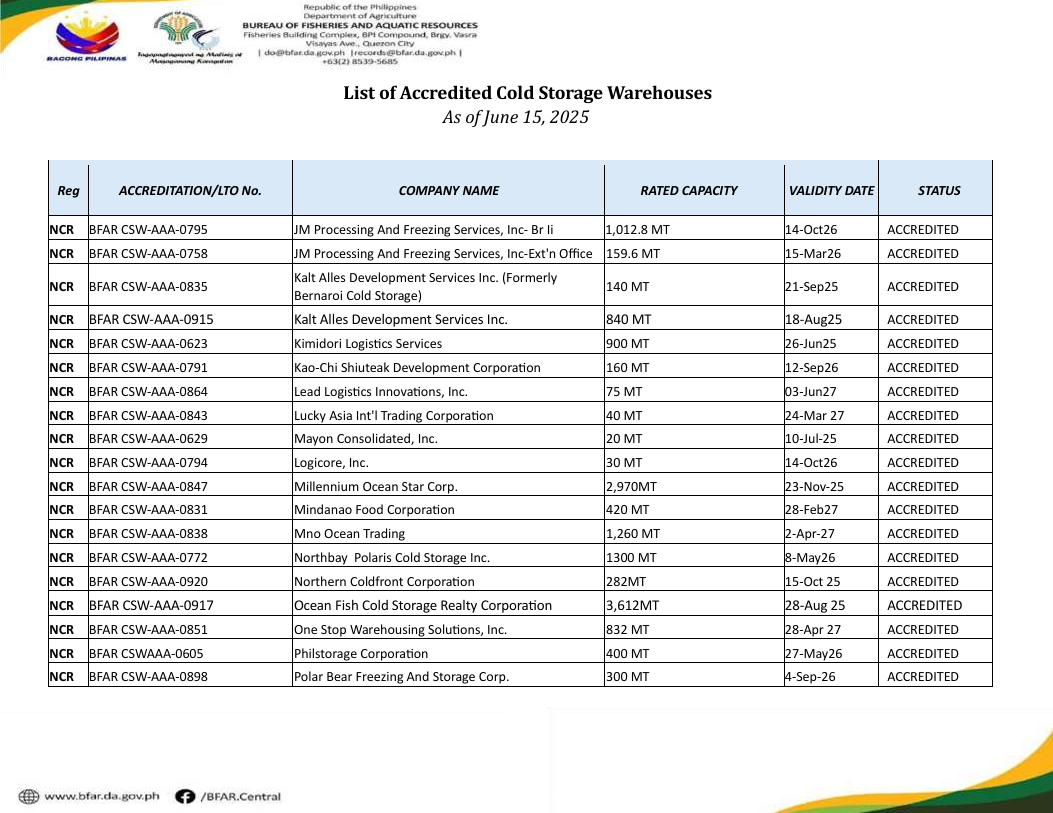 Republic of the Philippines
Department of Agriculture
BUREAU OF FISHERIES AND AQUATIC RESOURCES
Fisheries Building Complex, BPI Compound, Brgy. Vasra
Visayas Ave., Quezon City
| do@bfar.da.gov.ph |records@bfar.da.gov.ph |
+63(2) 8539-5685
BAGONG PILIPINAS
List of Accredited Cold Storage Warehouses
As of June 15, 2025
Reg ACCREDITATION/LTO No. COMPANY NAME RATED CAPACITY VALIDITY DATE STATUS
NCR BFAR CSW-AAA-0795 JM Processing And Freezing Services, Inc- Br Ii 1,012.8 MT 14-Oct26 ACCREDITED
NCR BFAR CSW-AAA-0758 JM Processing And Freezing Services, Inc-Ext'n Office 159.6 MT 15-Mar26 ACCREDITED
NCR BFAR CSW-AAA-0835 Kalt Alles Development Services Inc. (Formerly
Bernaroi Cold Storage) 140 MT 21-Sep25 ACCREDITED
NCR BFAR CSW-AAA-0915 Kalt Alles Development Services Inc. 840 MT 18-Aug25 ACCREDITED
NCR BFAR CSW-AAA-0623 Kimidori Logistics Services 900 MT 26-Jun25 ACCREDITED
NCR BFAR CSW-AAA-0791 Kao-Chi Shiuteak Development Corporation 160 MT 12-Sep26 ACCREDITED
NCR BFAR CSW-AAA-0864 Lead Logistics Innovations, Inc. 75 MT 03-Jun27 ACCREDITED
NCR BFAR CSW-AAA-0843 Lucky Asia Int'l Trading Corporation 40 MT 24-Mar 27 ACCREDITED
NCR BFAR CSW-AAA-0629 Mayon Consolidated, Inc. 20 MT 10-Jul-25 ACCREDITED
NCR BFAR CSW-AAA-0794 Logicore, Inc. 30 MT 14-Oct26 ACCREDITED
NCR BFAR CSW-AAA-0847 Millennium Ocean Star Corp. 2,970MT 23-Nov-25 ACCREDITED
NCR BFAR CSW-AAA-0831 Mindanao Food Corporation 420 MT 28-Feb27 ACCREDITED
NCR BFAR CSW-AAA-0838 Mno Ocean Trading 1,260 MT 2-Apr-27 ACCREDITED
NCR BFAR CSW-AAA-0772 Northbay  Polaris Cold Storage Inc. 1300 MT 8-May26 ACCREDITED
NCR BFAR CSW-AAA-0920 Northern Coldfront Corporation 282MT 15-Oct 25 ACCREDITED
NCR BFAR CSW-AAA-0917 Ocean Fish Cold Storage Realty Corporation 3,612MT 28-Aug 25 ACCREDITED
NCR BFAR CSW-AAA-0851 One Stop Warehousing Solutions, Inc. 832 MT 28-Apr 27 ACCREDITED
NCR BFAR CSWAAA-0605 Philstorage Corporation 400 MT 27-May26 ACCREDITED
NCR BFAR CSW-AAA-0898 Polar Bear Freezing And Storage Corp. 300 MT 4-Sep-26 ACCREDITED
www.bfar.da.gov.ph /BFAR.Central